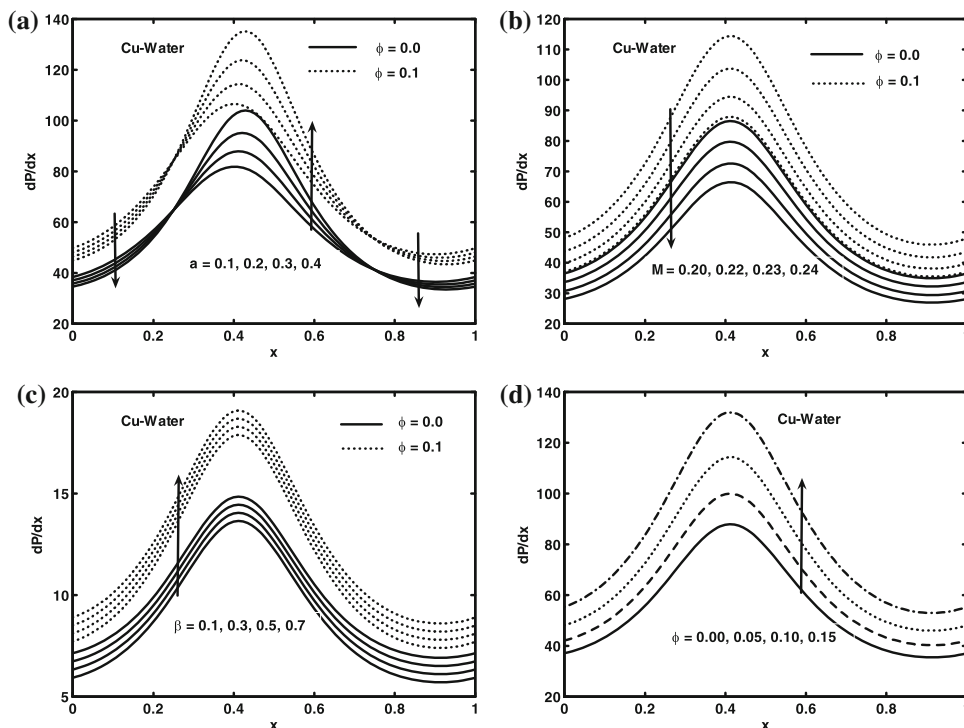 (a)
140
120
100
80
60
40
20
dP/dx
Cu-Water
ϕ = 0.0
ϕ = 0.1
a = 0.1, 0.2, 0.3, 0.4
0 0.2 0.4 0.6 0.8 1
x
(b)
120
110
100
90
80
70
60
50
40
30
20
dP/dx
Cu-Water
ϕ = 0.0
ϕ = 0.1
M = 0.20, 0.22, 0.23, 0.24
0 0.2 0.4 0.6 0.8 1
x
(c)
20
15
10
5
dP/dx
Cu-Water
ϕ = 0.0
ϕ = 0.1
β = 0.1, 0.3, 0.5, 0.7
0 0.2 0.4 0.6 0.8 1
x
(d)
140
120
100
80
60
40
20
dP/dx
Cu-Water
ϕ = 0.00, 0.05, 0.10, 0.15
0 0.2 0.4 0.6 0.8 1
x